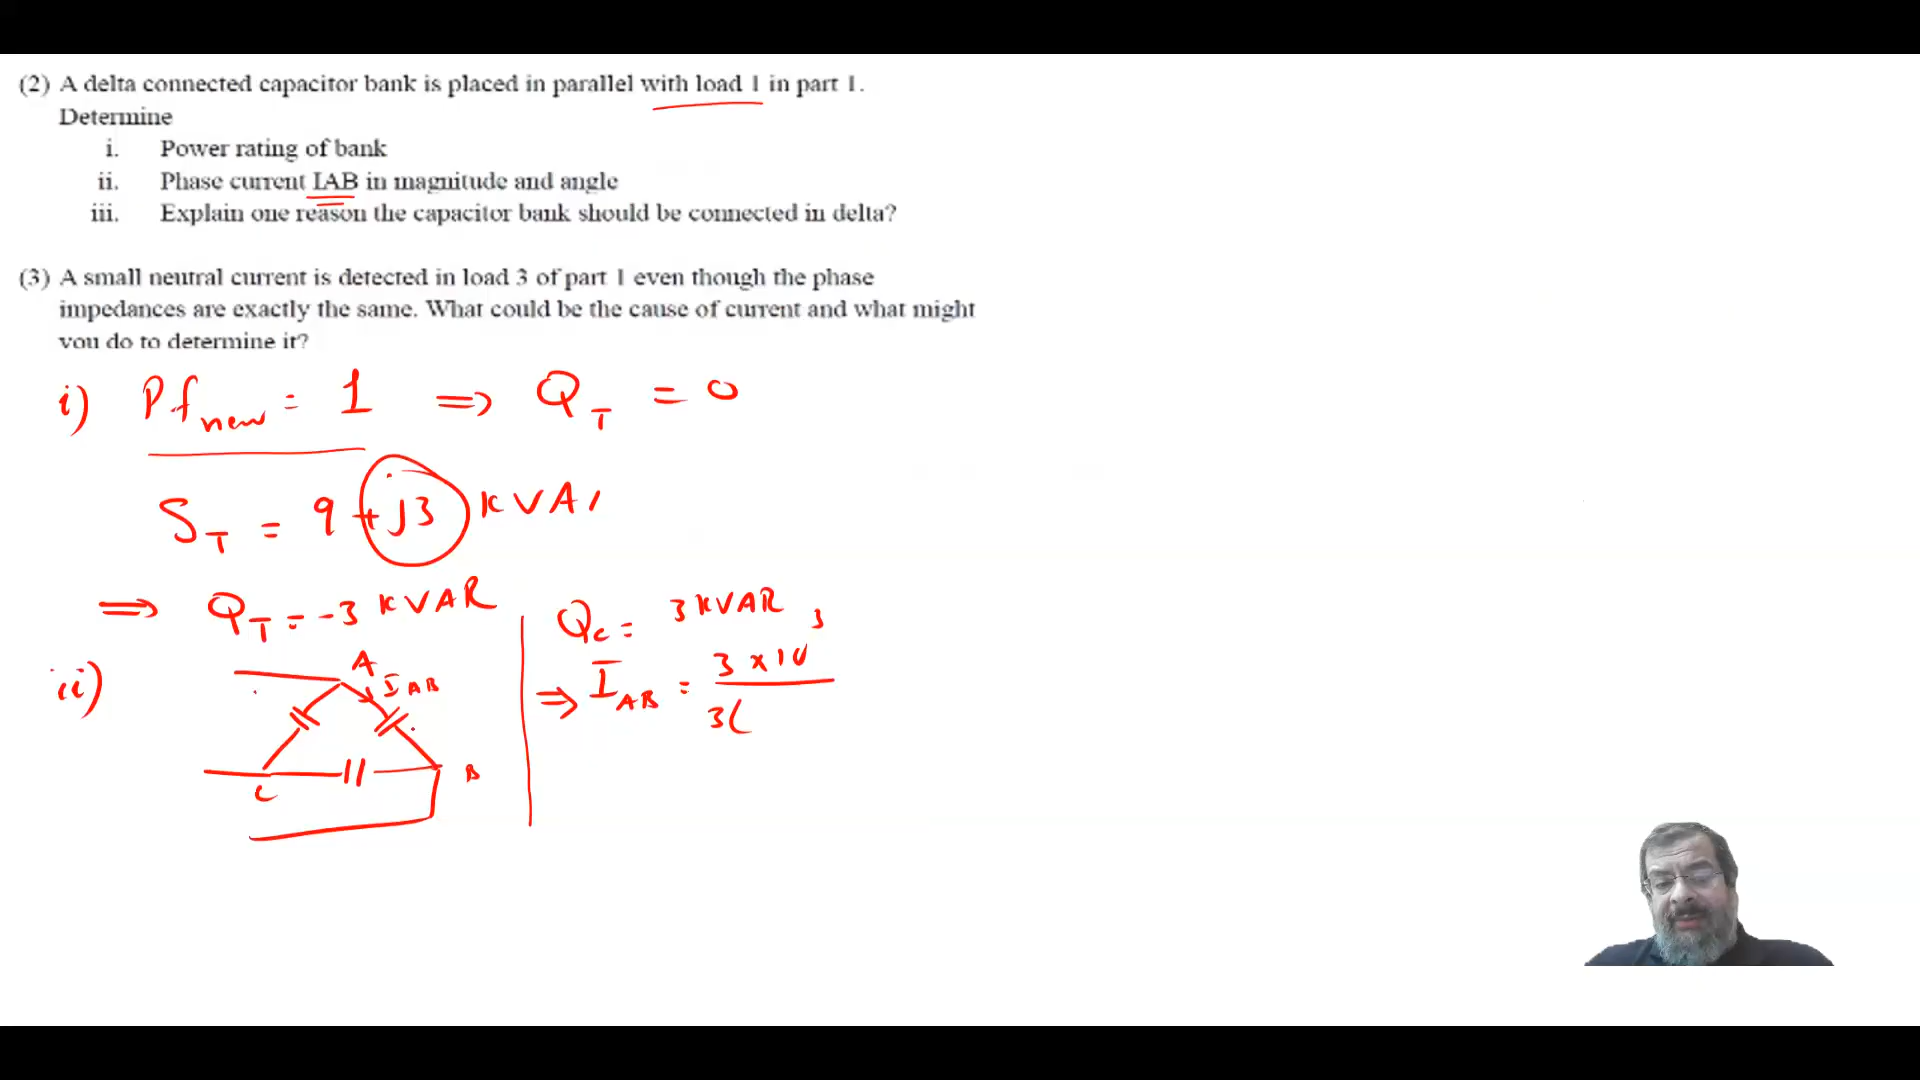 (2) A delta connected capacitor bank is placed in parallel with load 1 in part 1.
Determine
i. Power rating of bank
ii. Phase current IAB in magnitude and angle
iii. Explain one reason the capacitor bank should be connected in delta?
(3) A small neutral current is detected in load 3 of part 1 even though the phase
impedances are exactly the same. What could be the cause of current and what might
you do to determine it?
i) P.f new = 1 ⇒ Q_T = 0
S_T = 9 + j3 KVA,
⇒ Q_T = -3 KVAR
Q_C = 3 KVAR
ii)
A
I_AB
B
C
⇒ I_AB = 3 x 10^3 / 3(